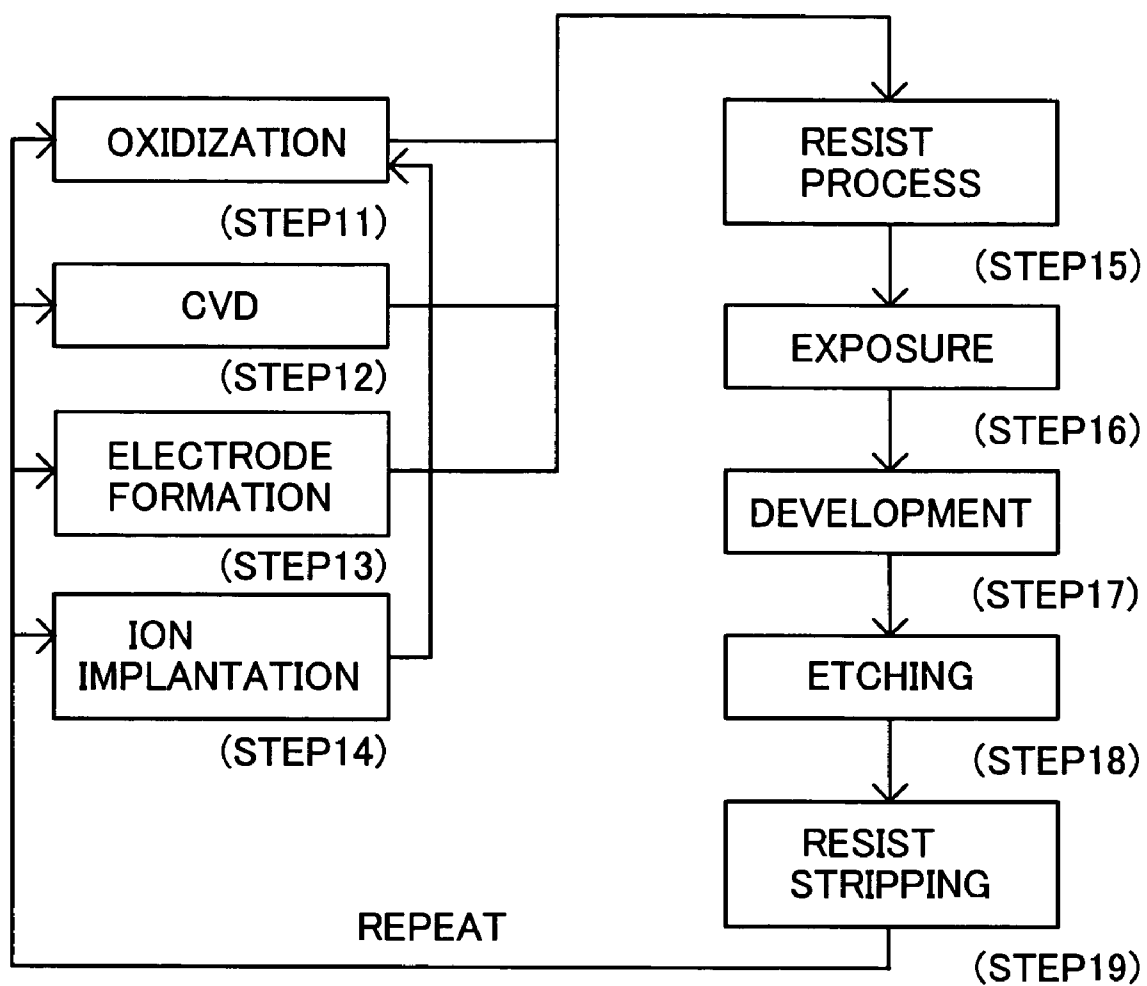 OXIDIZATION
(STEP11)
CVD
(STEP12)
ELECTRODE
FORMATION
(STEP13)
ION
IMPLANTATION
(STEP14)
RESIST
PROCESS
(STEP15)
EXPOSURE
(STEP16)
DEVELOPMENT
(STEP17)
ETCHING
(STEP18)
RESIST
STRIPPING
(STEP19)
REPEAT